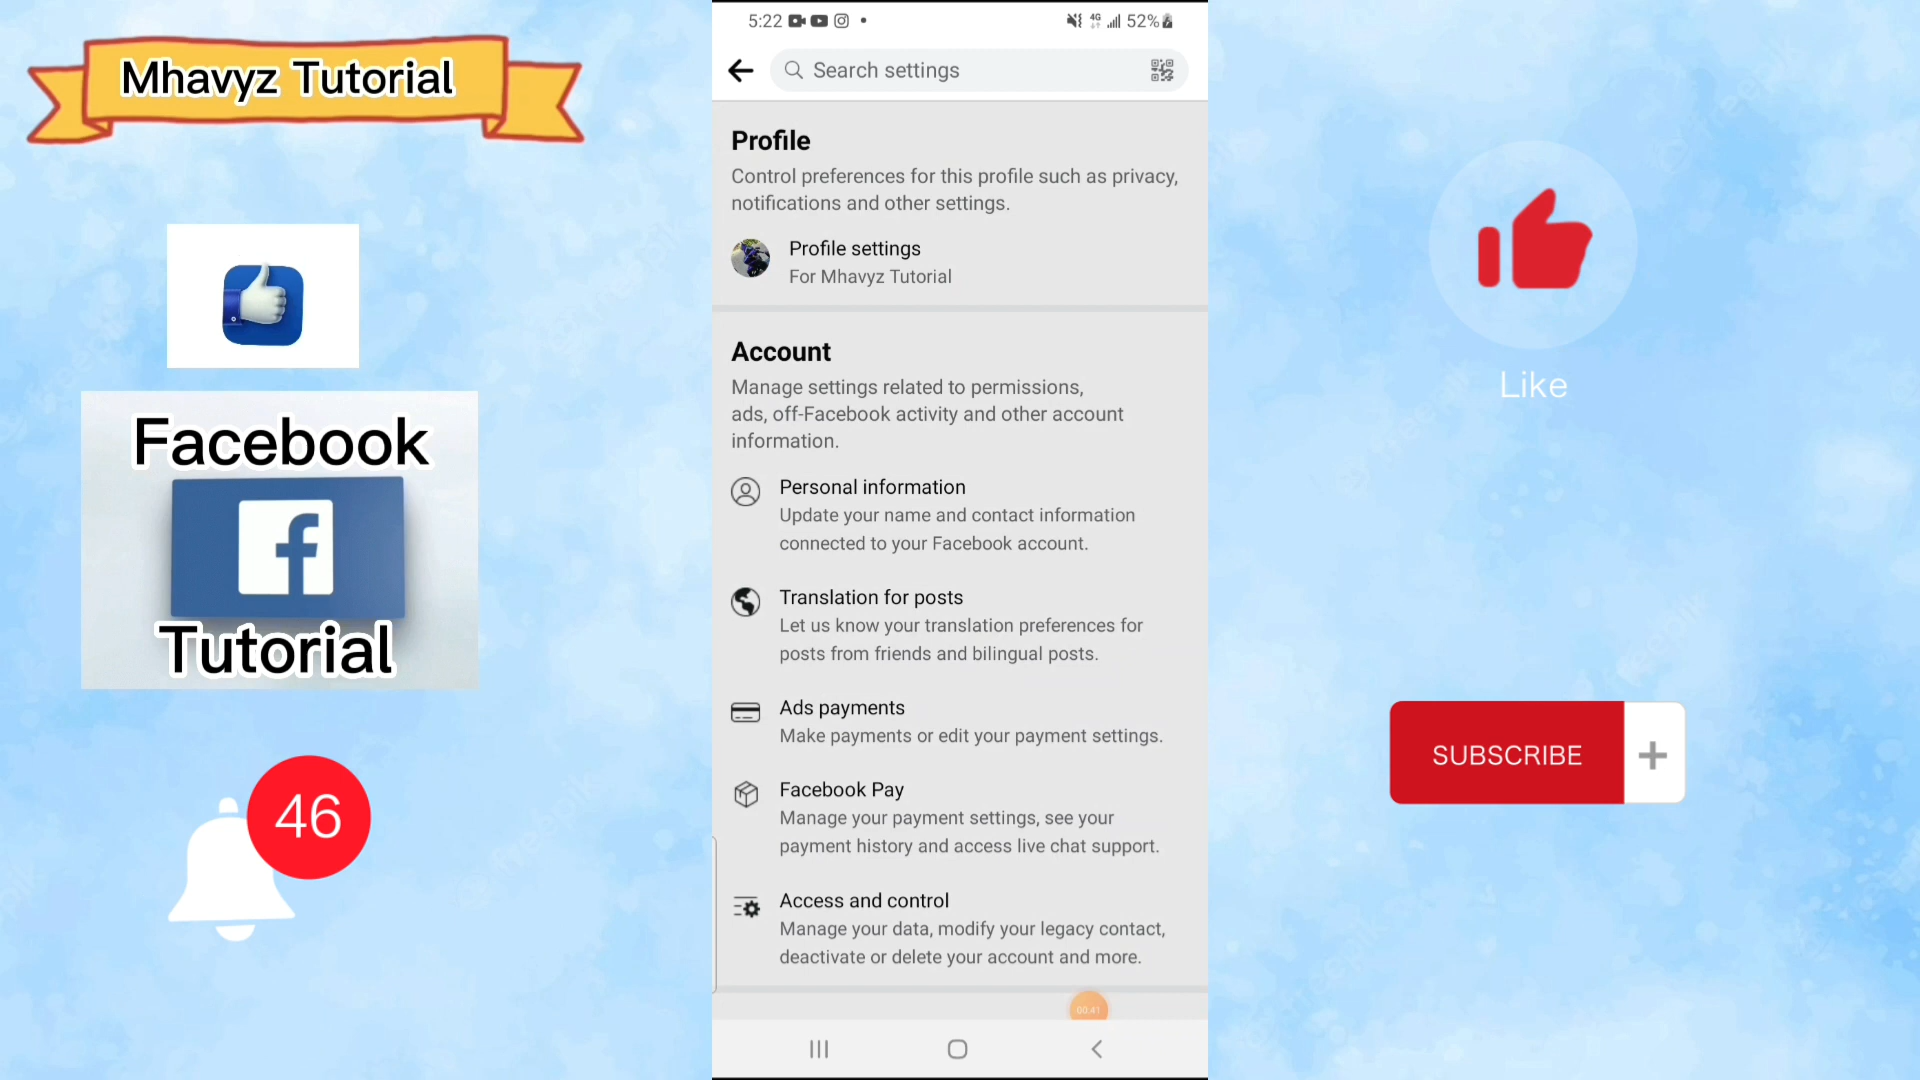 Mhavyz Tutorial
Facebook
Tutorial
46
5:22
4G
52%
Search settings
Profile
Control preferences for this profile such as privacy,
notifications and other settings.
Profile settings
For Mhavyz Tutorial
Account
Manage settings related to permissions,
ads, off-Facebook activity and other account
information.
Personal information
Update your name and contact information
connected to your Facebook account.
Translation for posts
Let us know your translation preferences for
posts from friends and bilingual posts.
Ads payments
Make payments or edit your payment settings.
Facebook Pay
Manage your payment settings, see your
payment history and access live chat support.
Access and control
Manage your data, modify your legacy contact,
deactivate or delete your account and more.
00:41
Like
SUBSCRIBE